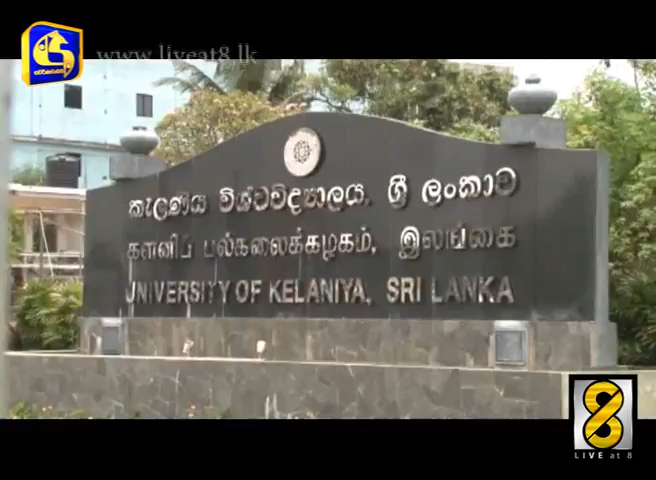 www.liveat8.lk
කැලණිය විශ්වවිද්‍යාලය, ශ්‍රී ලංකාව
களனிப் பல்கலைக்கழகம், இலங்கை
UNIVERSITY OF KELANIYA, SRI LANKA
8
LIVE at 8